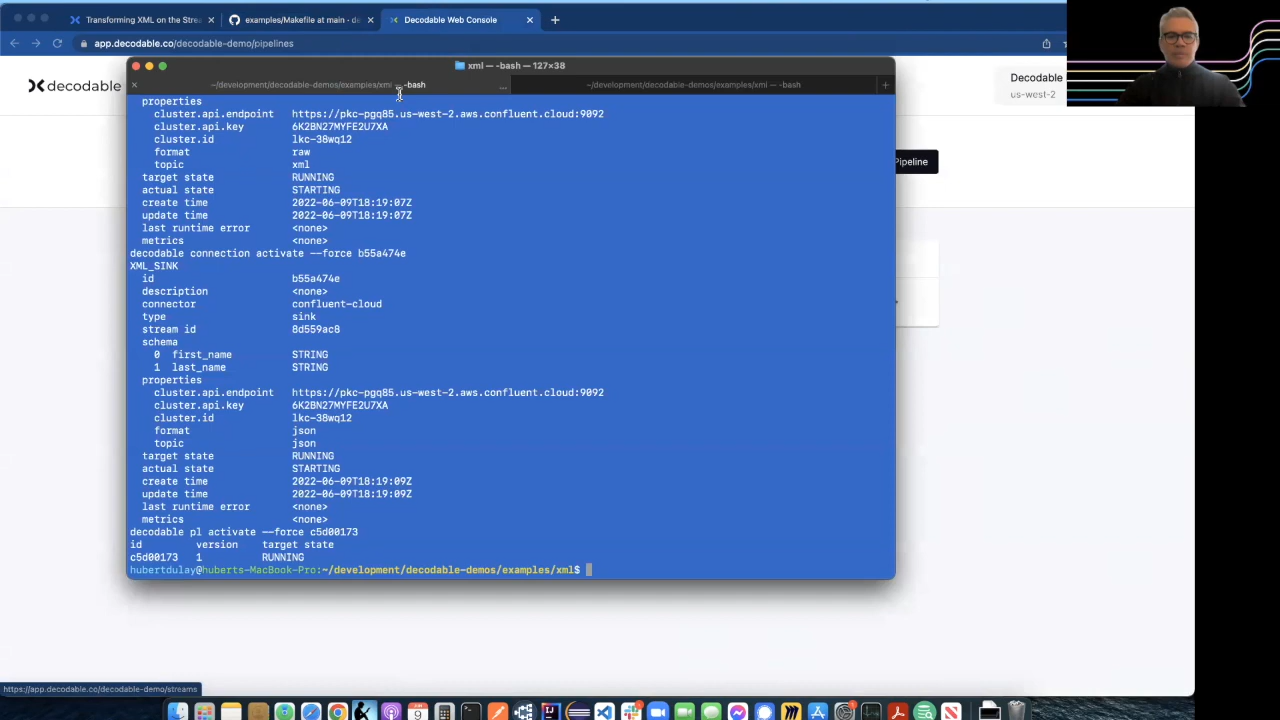 Transforming XML on the Strea
examples/Makefile at main · de
Decodable Web Console
app.decodable.co/decodable-demo/pipelines
decodable
Decodable
us-west-2
Pipeline
xml — -bash — 127×38
~/development/decodable-demos/examples/xml — -bash
...
~/development/decodable-demos/examples/xml — -bash
properties
cluster.api.endpoint https://pkc-pgq85.us-west-2.aws.confluent.cloud:9092
cluster.api.key 6K2BN27MYFE2U7XA
cluster.id lkc-38wq12
format raw
topic xml
target state RUNNING
actual state STARTING
create time 2022-06-09T18:19:07Z
update time 2022-06-09T18:19:07Z
last runtime error <none>
metrics <none>
decodable connection activate --force b55a474e
XML_SINK
id b55a474e
description <none>
connector confluent-cloud
type sink
stream id 8d559ac8
schema
0 first_name STRING
1 last_name STRING
properties
cluster.api.endpoint https://pkc-pgq85.us-west-2.aws.confluent.cloud:9092
cluster.api.key 6K2BN27MYFE2U7XA
cluster.id lkc-38wq12
format json
topic json
target state RUNNING
actual state STARTING
create time 2022-06-09T18:19:09Z
update time 2022-06-09T18:19:09Z
last runtime error <none>
metrics <none>
decodable pl activate --force c5d00173
id version target state
c5d00173 1 RUNNING
hubertdulay@huberts-MacBook-Pro:~/development/decodable-demos/examples/xml$
https://app.decodable.co/decodable-demo/streams
9